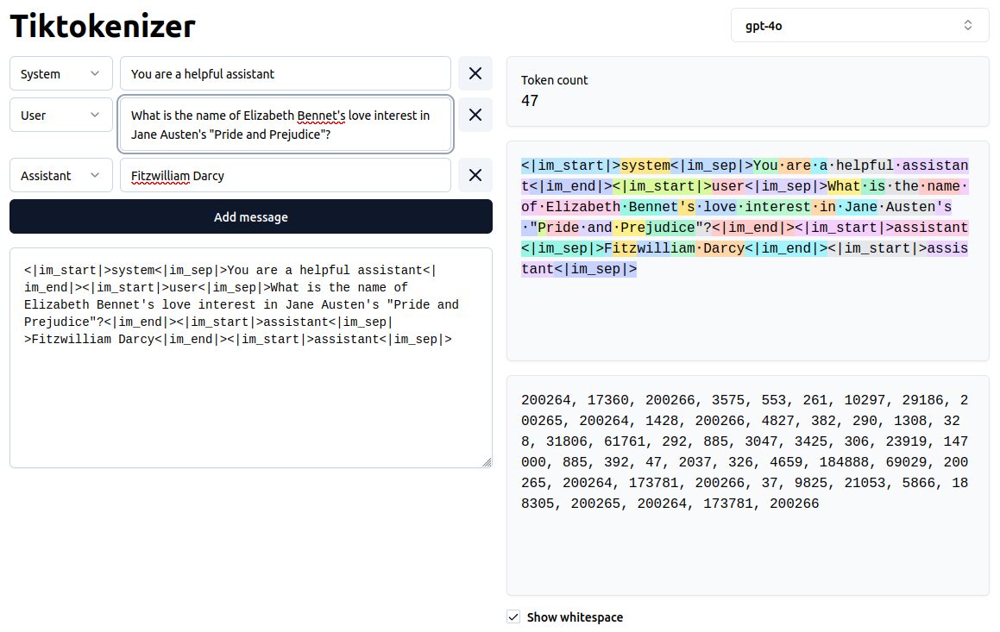 Tiktokenizer
gpt-4o
System
You are a helpful assistant
User
What is the name of Elizabeth Bennet's love interest in
Jane Austen's "Pride and Prejudice"?
Assistant
Fitzwilliam Darcy
Add message
<|im_start|>system<|im_sep|>You are a helpful assistant<|
im_end|><|im_start|>user<|im_sep|>What is the name of
Elizabeth Bennet's love interest in Jane Austen's "Pride and
Prejudice"?<|im_end|><|im_start|>assistant<|im_sep|
>Fitzwilliam Darcy<|im_end|><|im_start|>assistant<|im_sep|>
Token count
47
<|im_start|>system<|im_sep|>You·are·a·helpful·assistan
t<|im_end|><|im_start|>user<|im_sep|>What·is·the·name·
of·Elizabeth·Bennet's·love·interest·in·Jane·Austen's
·"Pride·and·Prejudice"?<|im_end|><|im_start|>assistant
<|im_sep|>Fitzwilliam·Darcy<|im_end|><|im_start|>assis
tant<|im_sep|>
200264, 17360, 200266, 3575, 553, 261, 10297, 29186, 2
00265, 200264, 1428, 200266, 4827, 382, 290, 1308, 32
8, 31806, 61761, 292, 885, 3047, 3425, 306, 23919, 147
000, 885, 392, 47, 2037, 326, 4659, 184888, 69029, 200
265, 200264, 173781, 200266, 37, 9825, 21053, 5866, 18
8305, 200265, 200264, 173781, 200266
Show whitespace